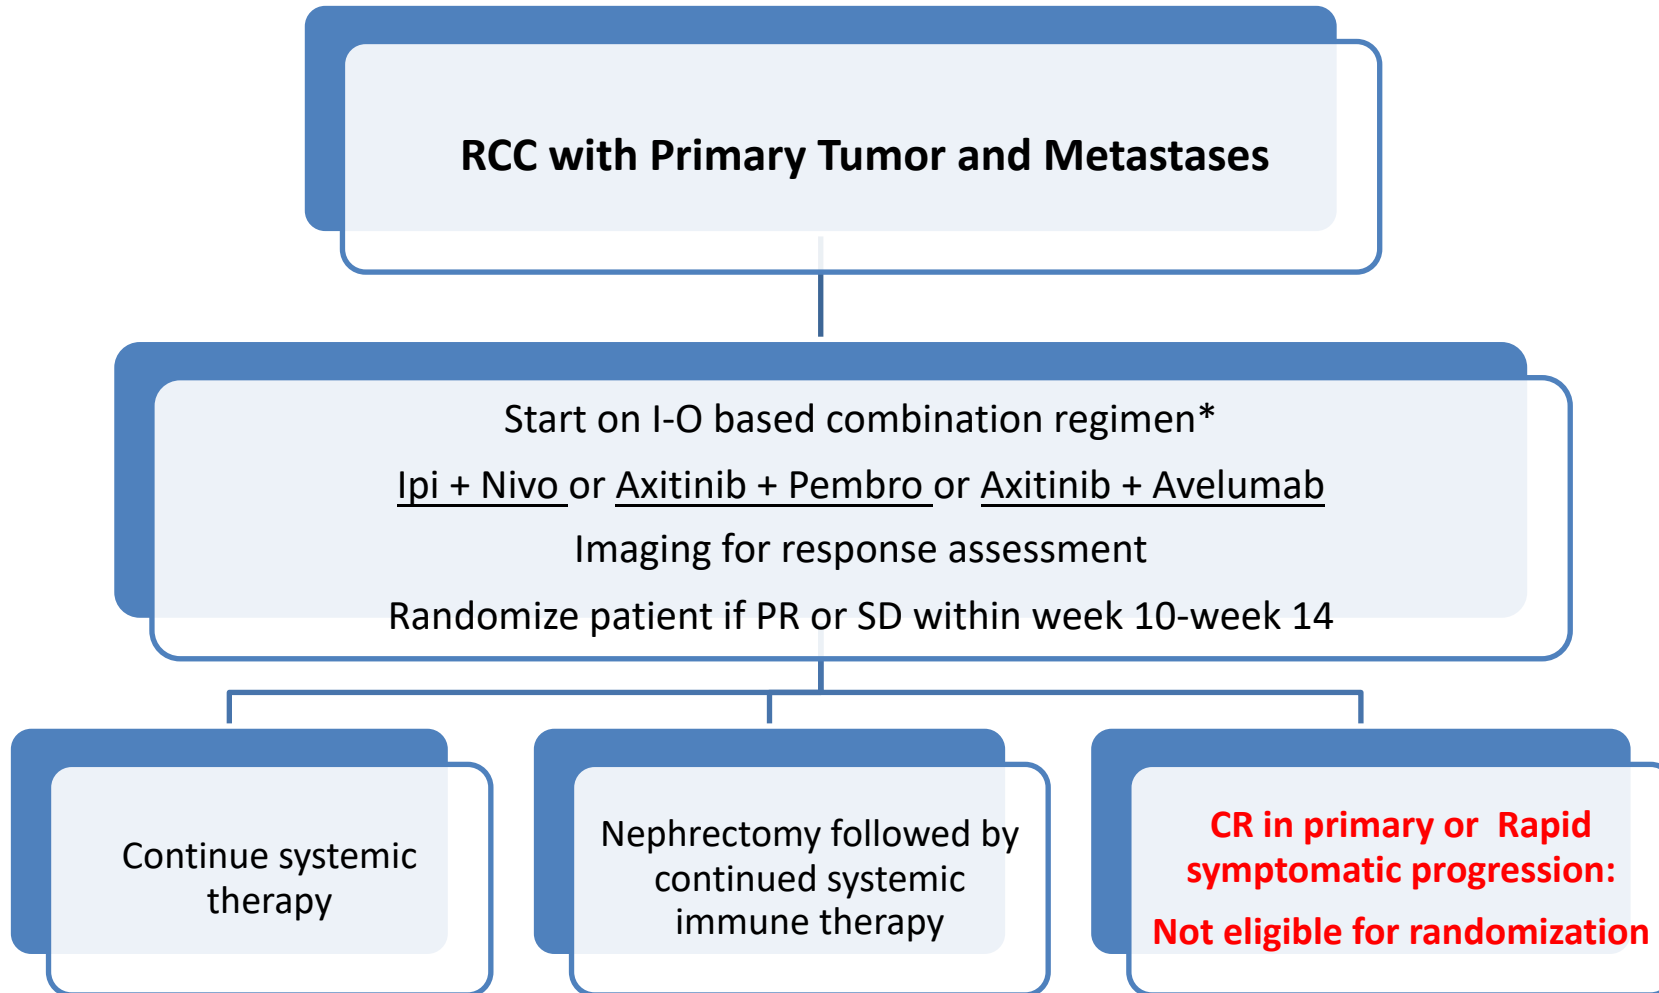 RCC with Primary Tumor and Metastases
Start on I-O based combination regimen*
Ipi + Nivo or Axitinib + Pembro or Axitinib + Avelumab
Imaging for response assessment
Randomize patient if PR or SD within week 10-week 14
Continue systemic
therapy
Nephrectomy followed by
continued systemic
immune therapy
CR in primary or Rapid
symptomatic progression:
Not eligible for randomization